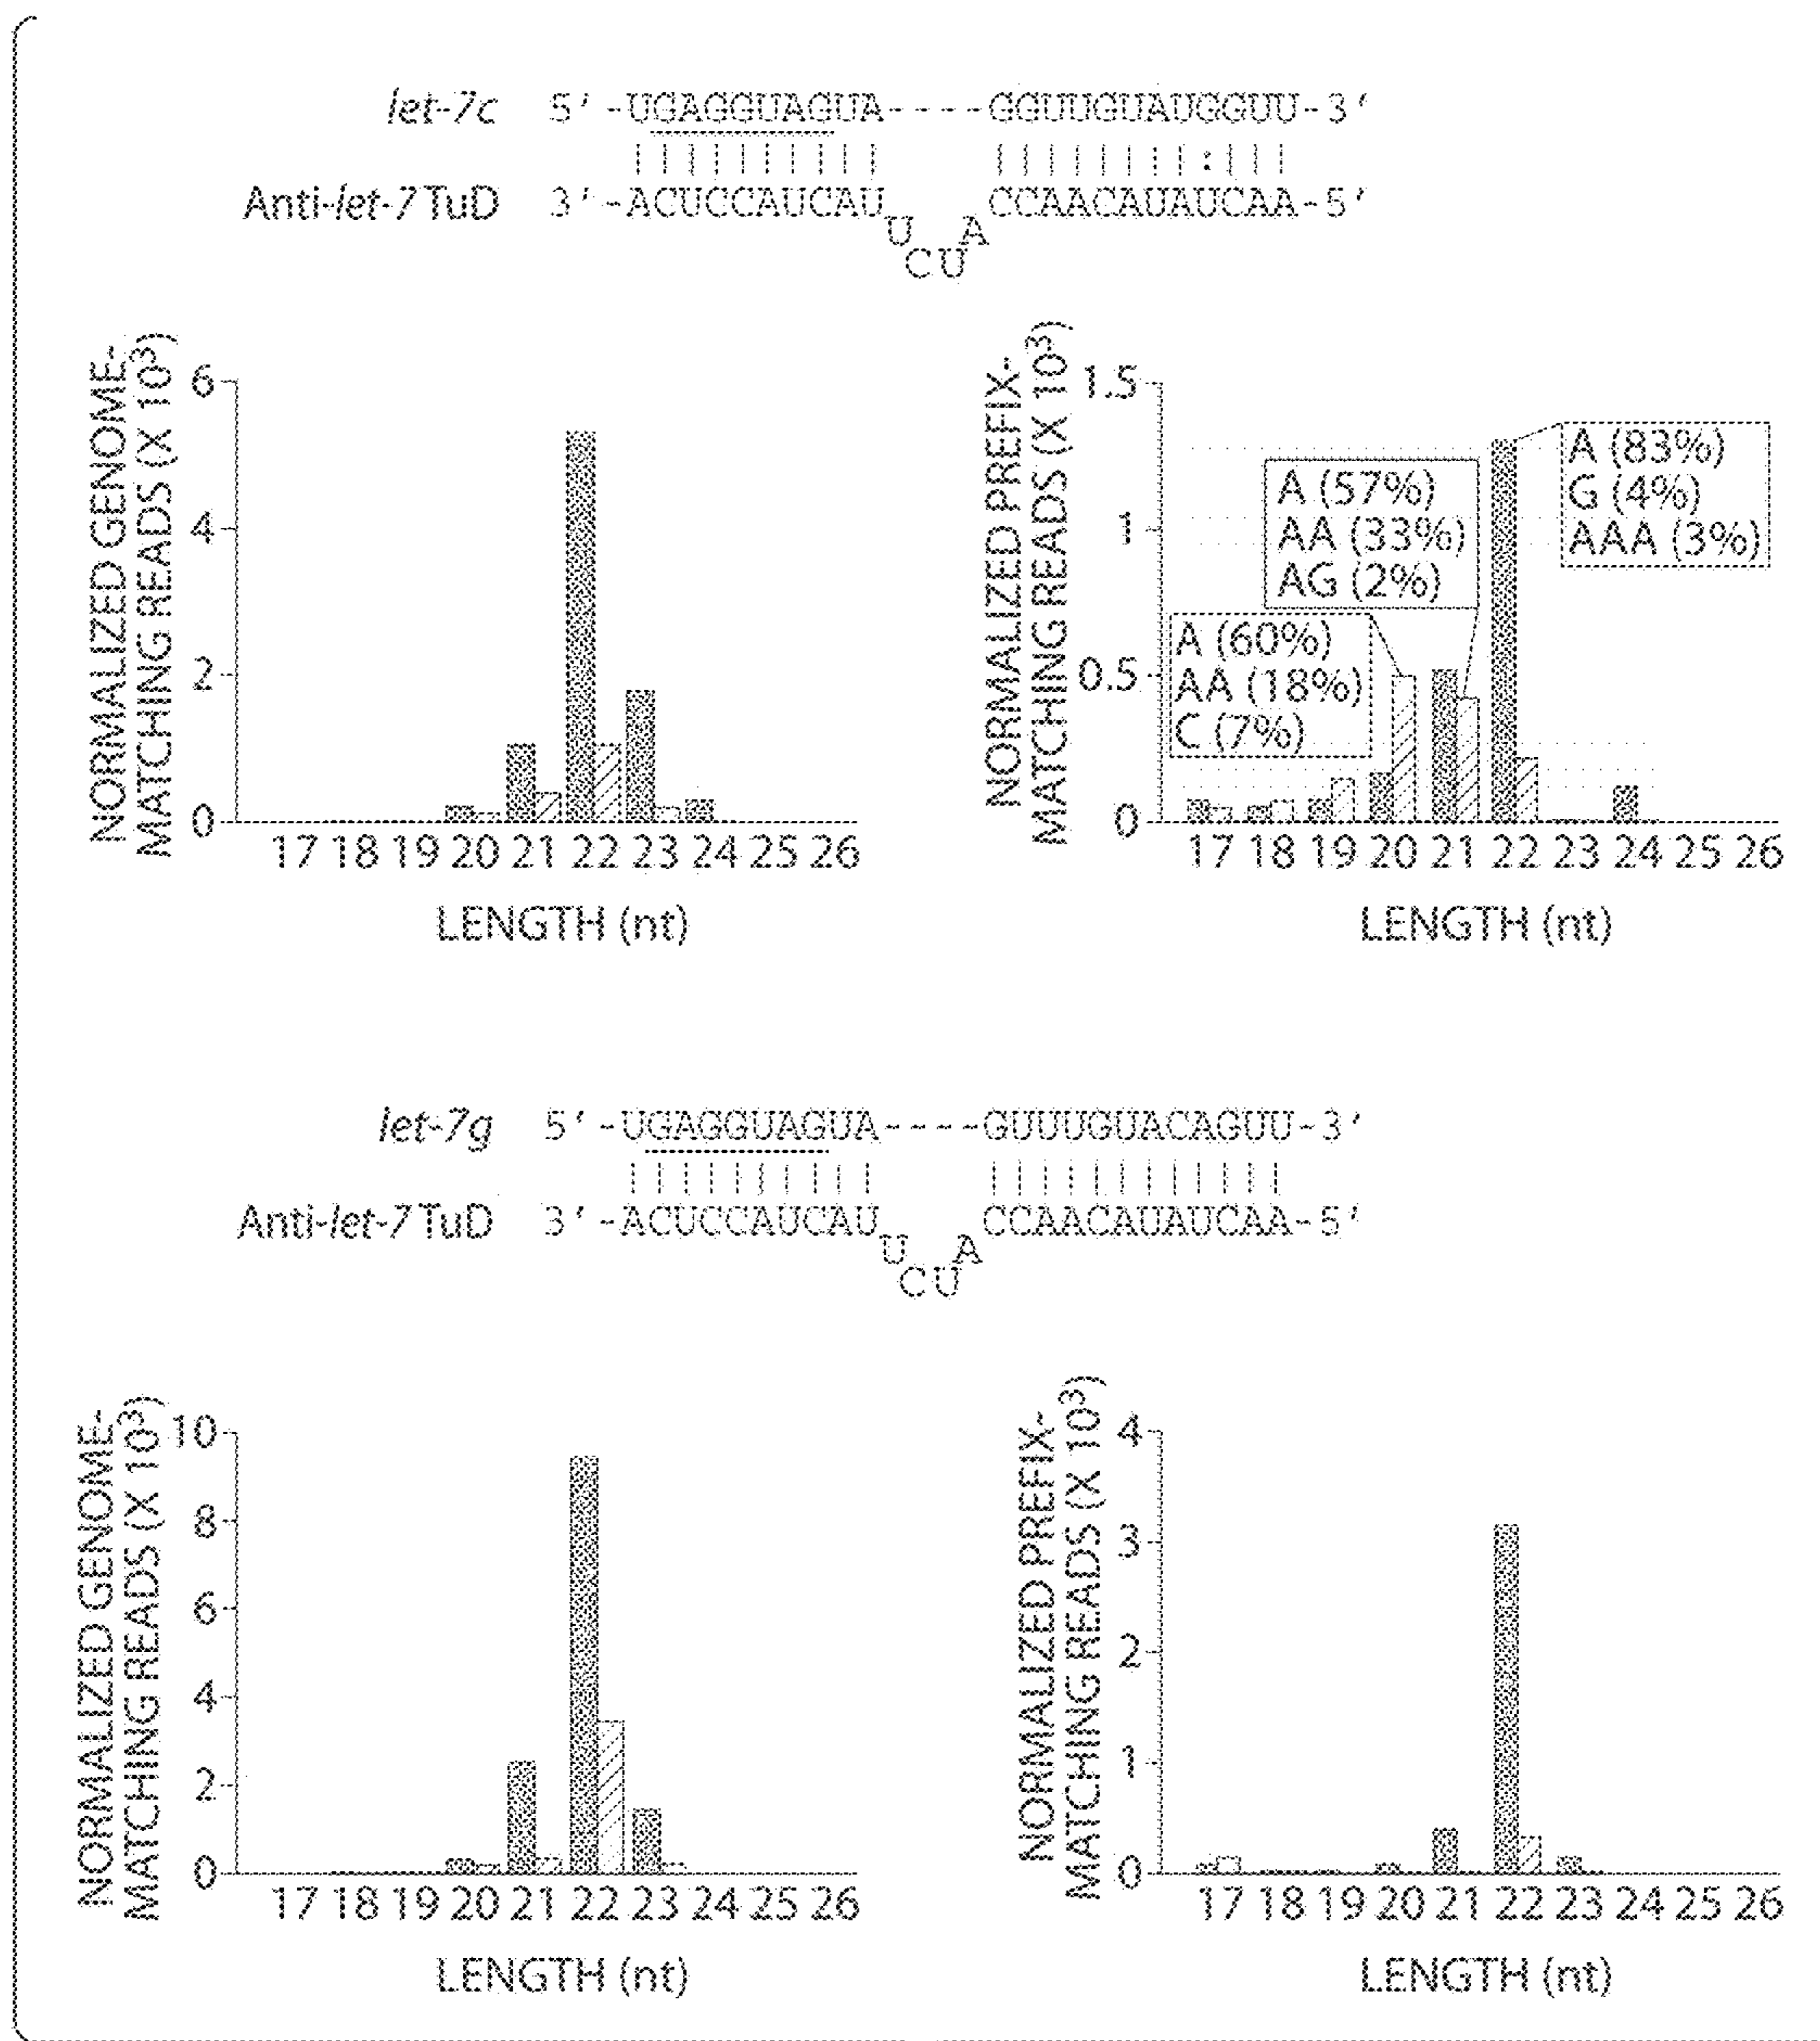 let-7c 5′-UGAGGUAGUA----GGUUGUAUGGUU-3′
Anti-let-7 TuD 3′-ACUCCAUCAU CCAACAUAUCAA-5′
U A
CU
NORMALIZED GENOME-
MATCHING READS (X 10³)
6
4
2
0
17 18 19 20 21 22 23 24 25 26
LENGTH (nt)
NORMALIZED PREFIX-
MATCHING READS (X 10³)
1.5
1
0.5
0
A (60%)
AA (18%)
C (7%)
A (57%)
AA (33%)
AG (2%)
A (83%)
G (4%)
AAA (3%)
17 18 19 20 21 22 23 24 25 26
LENGTH (nt)
let-7g 5′-UGAGGUAGUA----GUUUGUACAGUU-3′
Anti-let-7 TuD 3′-ACUCCAUCAU CCAACAUAUCAA-5′
U A
CU
NORMALIZED GENOME-
MATCHING READS (X 10³)
10
8
6
4
2
0
17 18 19 20 21 22 23 24 25 26
LENGTH (nt)
NORMALIZED PREFIX-
MATCHING READS (X 10³)
4
3
2
1
0
17 18 19 20 21 22 23 24 25 26
LENGTH (nt)